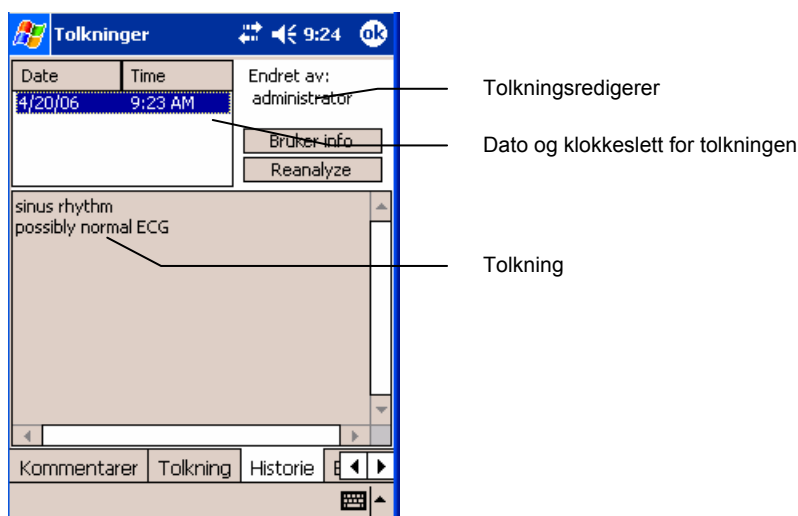 Tolkninger 9:24 ok
Date Time
4/20/06 9:23 AM
Endret av:
administrator
Bruker info
Reanalyze
sinus rhythm
possibly normal ECG
Kommentarer Tolkning Historie
Tolkningsredigerer
Dato og klokkeslett for tolkningen
Tolkning